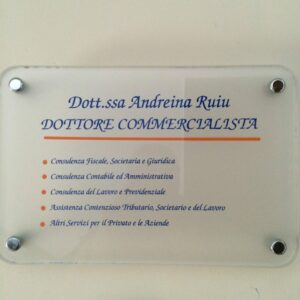 Dott.ssa Andreina Ruiu
DOTTORE COMMERCIALISTA
Consulenza Fiscale, Societaria e Giuridica
Consulenza Contabile ed Amministrativa
Consulenza del Lavoro e Previdenziale
Assistenza Contenzioso Tributario, Societario e del Lavoro
Altri Servizi per il Privato e le Aziende